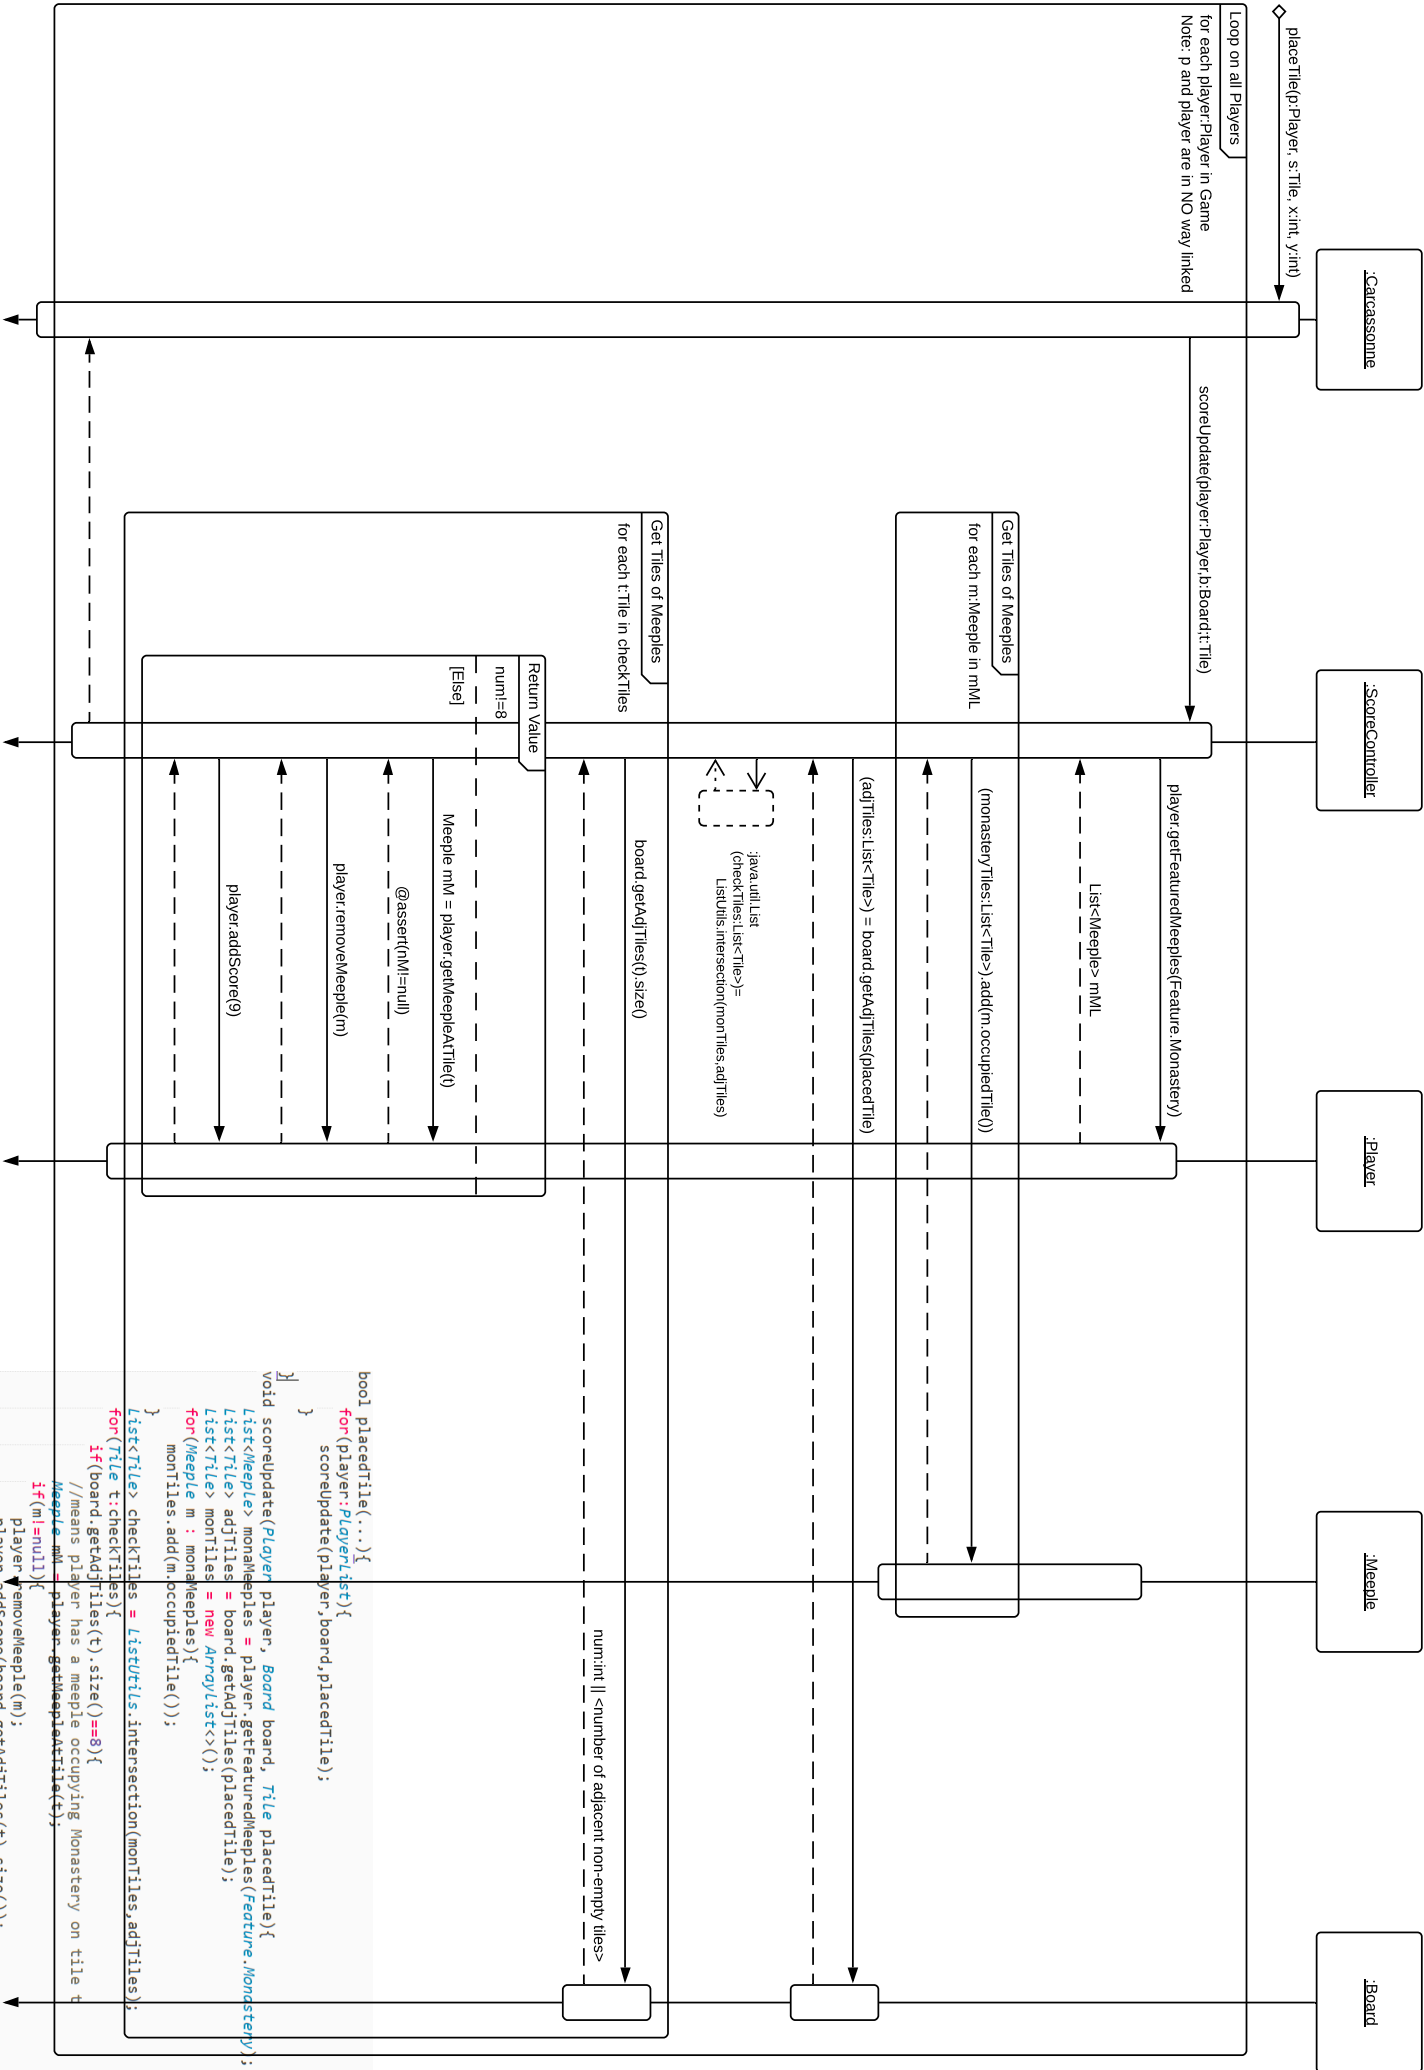 placeTile(p:Player, s:Tile, x:int, y:int)
:Carcassonne
:ScoreController
:Player
:Meeple
:Board
Loop on all Players
for each player:Player in Game
Note: p and player are in NO way linked
scoreUpdate(player:Player,b:Board;t:Tile)
player.getFeaturedMeeples(Feature.Monastery)
List<Meeple> mML
Get Tiles of Meeples
for each m:Meeple in mML
(monasteryTiles:List<Tile>).add(m.occupiedTile())
(adjTiles:List<Tile>) = board.getAdjTiles(placedTile)
:java.util.List
(checkTiles:List<Tile>)=
ListUtils.intersection(monTiles,adjTiles)
Get Tiles of Meeples
for each t:Tile in checkTiles
board.getAdjTiles(t).size()
num:int || <number of adjacent non-empty tiles>
Return Value
num!=8
[Else]
Meeple mM = player.getMeepleAtTile(t)
@assert(nM!=null)
player.removeMeeple(m)
player.addScore(9)
bool placedTile(...){
for(player:PlayerList){
scoreUpdate(player,board,placedTile);
}
}
void scoreUpdate(Player player, Board board, Tile placedTile){
List<Meeple> monaMeeples = player.getFeaturedMeeples(Feature.Monastery);
List<Tile> adjTiles = board.getAdjTiles(placedTile);
List<Tile> monTiles = new ArrayList<>();
for(Meeple m : monaMeeples){
monTiles.add(m.occupiedTile());
}
List<Tile> checkTiles = ListUtils.intersection(monTiles,adjTiles);
for(Tile t:checkTiles){
if(board.getAdjTiles(t).size()==8){
//means player has a meeple occupying Monastery on tile t
Meeple mM = player.getMeepleAtTile(t);
if(m!=null){
player.removeMeeple(m);